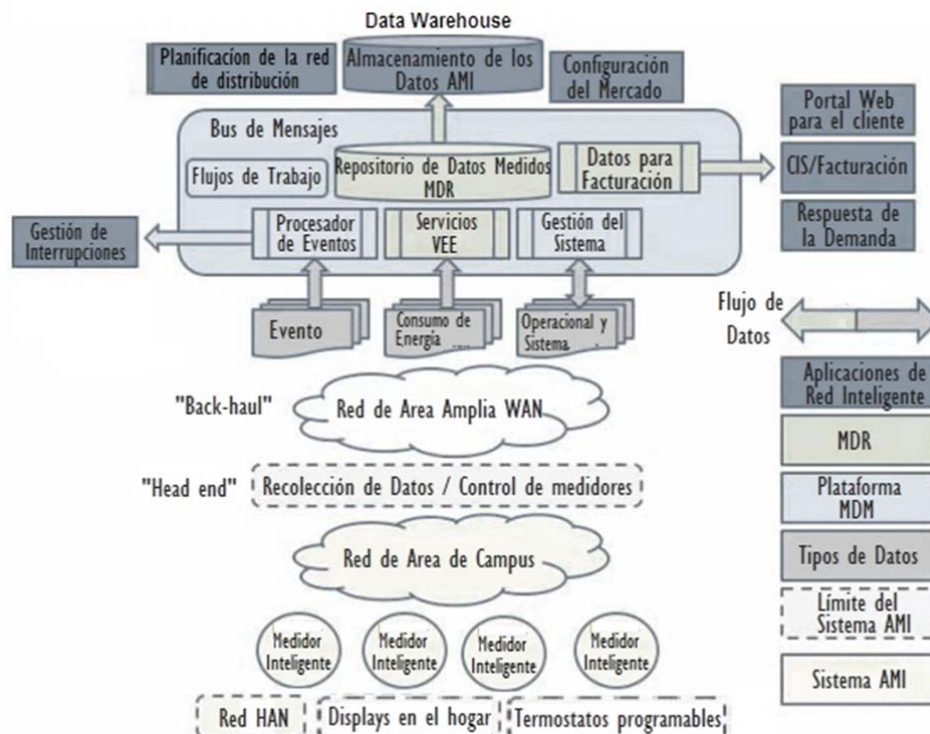 Data Warehouse
Planificacíon de la red
de distribución
Almacenamiento de los
Datos AMI
Configuración
del Mercado
Portal Web
para el cliente
Bus de Mensajes
Flujos de Trabajo
Repositorio de Datos Medidos
MDR
Datos para
Facturación
CIS/Facturación
Respuesta de
la Demanda
Gestión de
Interrupciones
Procesador
de Eventos
Servicios
VEE
Gestión del
Sistema
Evento
Consumo de
Energía ....
Operacional y
Sistema .
Flujo de
Datos
"Back-haul"
Red de Area Amplia WAN
Aplicaciones de
Red Inteligente
MDR
"Head end"
Recolección de Datos / Control de medidores
Plataforma
MDM
Red de Area de Campus
Tipos de Datos
Límite del
Sistema AMI
Medidor
Inteligente
Medidor
Inteligente
Medidor
Inteligente
Medidor
Inteligente
Sistema AMI
Red HAN
Displays en el hogar
Termostatos programables